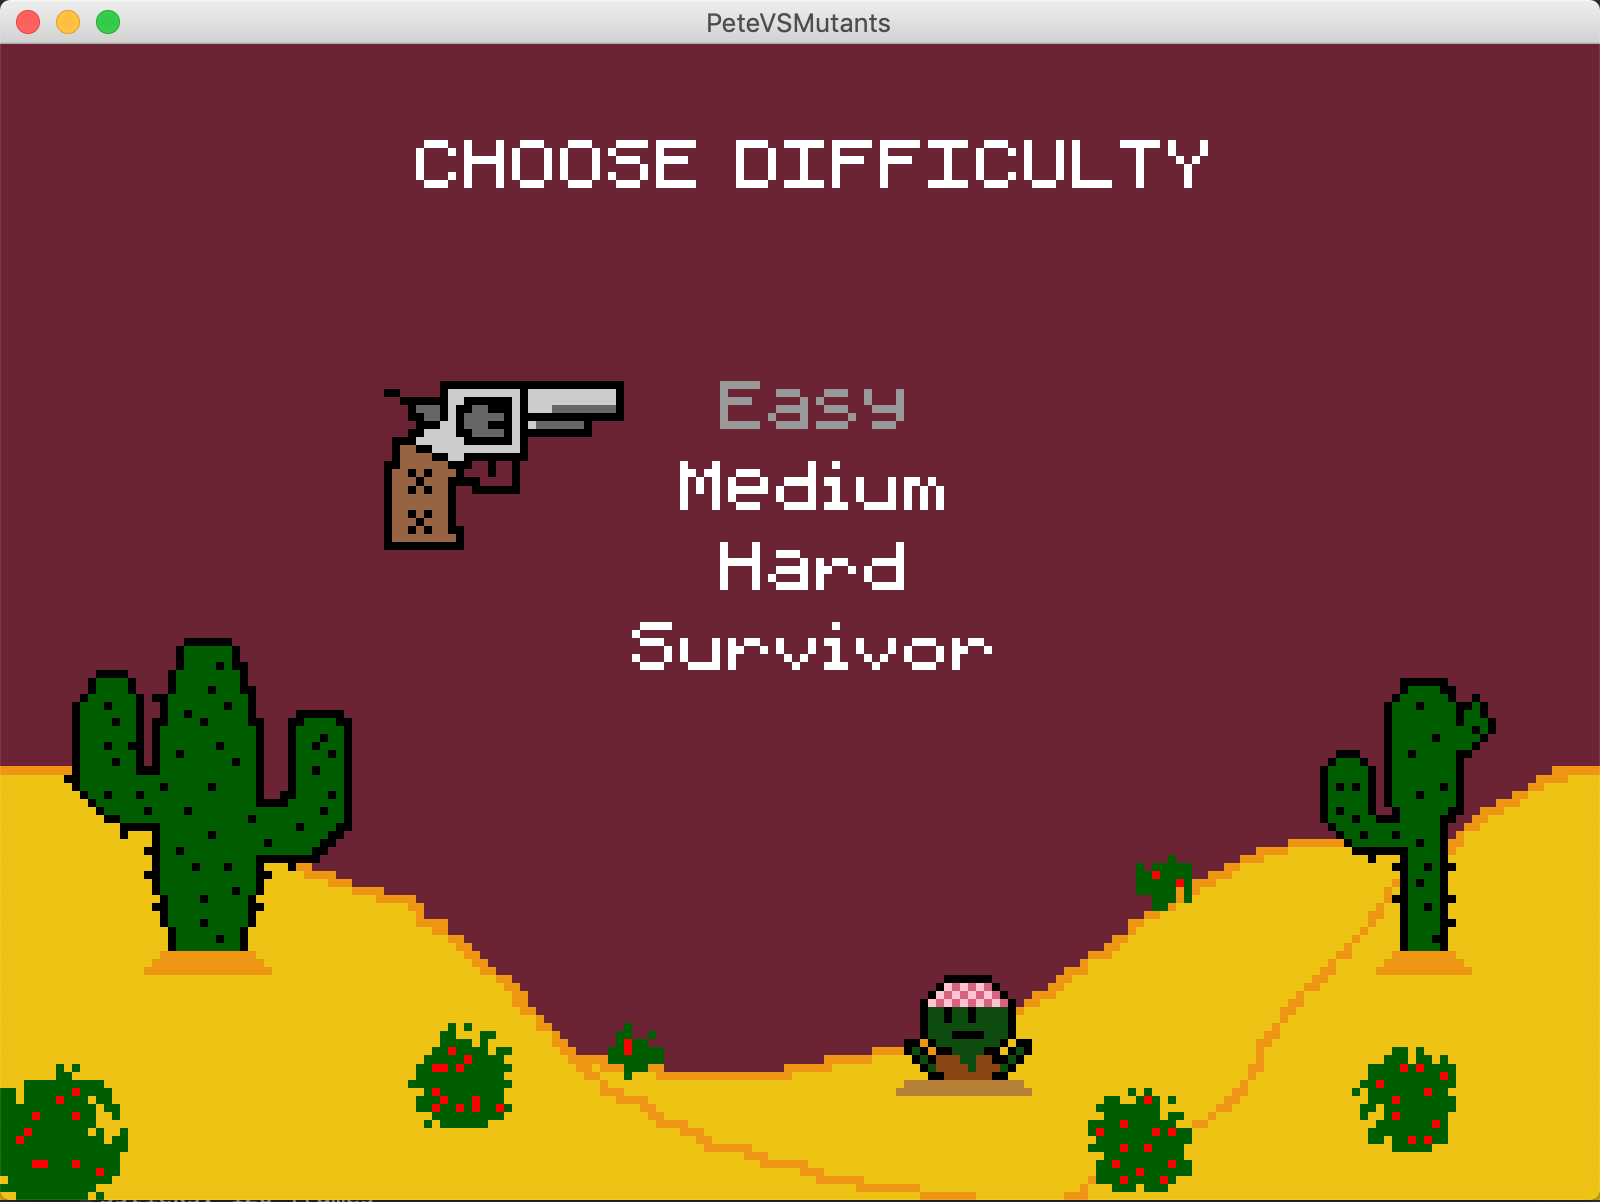 PeteVSMutants
CHOOSE DIFFICULTY
Easy
Medium
Hard
Survivor